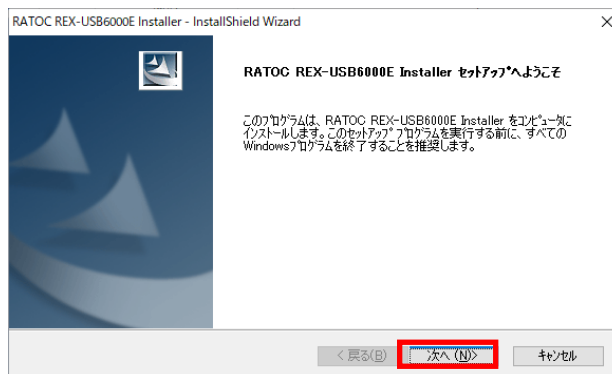 RATOC REX-USB6000E Installer - InstallShield Wizard
RATOC REX-USB6000E Installer ｾｯﾄｱｯﾌﾟへようこそ
このﾌﾟﾛｸﾞﾗﾑは、RATOC REX-USB6000E Installer をｺﾝﾋﾟｭｰﾀに
ｲﾝｽﾄｰﾙします。このｾｯﾄｱｯﾌﾟ ﾌﾟﾛｸﾞﾗﾑを実行する前に、すべての
Windowsﾌﾟﾛｸﾞﾗﾑを終了することを推奨します。
< 戻る(B) 次へ (N)> ｷｬﾝｾﾙ